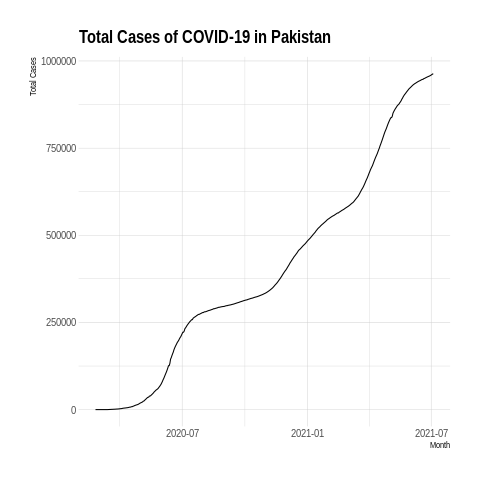 Total Cases of COVID-19 in Pakistan
Total Cases
1000000
750000
500000
250000
0
2020-07
2021-01
2021-07
Month